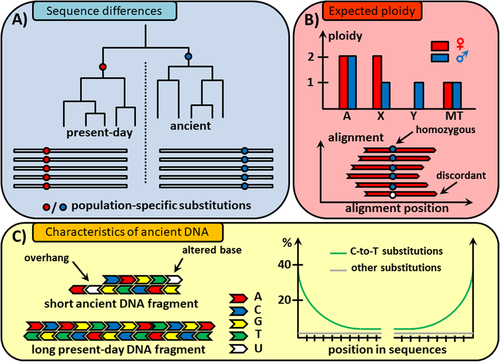 A) Sequence differences
present-day
ancient
/ population-specific substitutions
B) Expected ploidy
ploidy
2
1
♀
♂
A X Y MT
alignment
homozygous
discordant
alignment position
C) Characteristics of ancient DNA
overhang
altered base
short ancient DNA fragment
long present-day DNA fragment
A
C
G
T
U
%
40
20
C-to-T substitutions
other substitutions
position in sequences